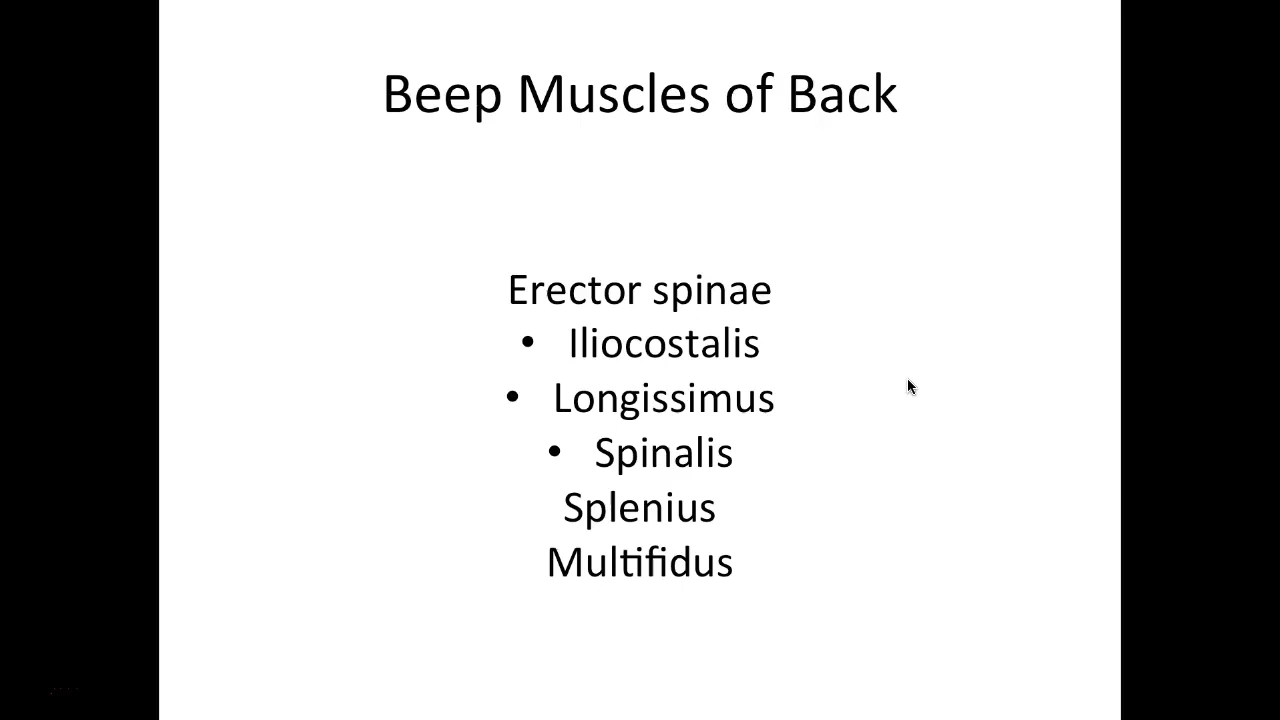 Beep Muscles of Back
Erector spinae
• Iliocostalis
• Longissimus
• Spinalis
Splenius
Multifidus